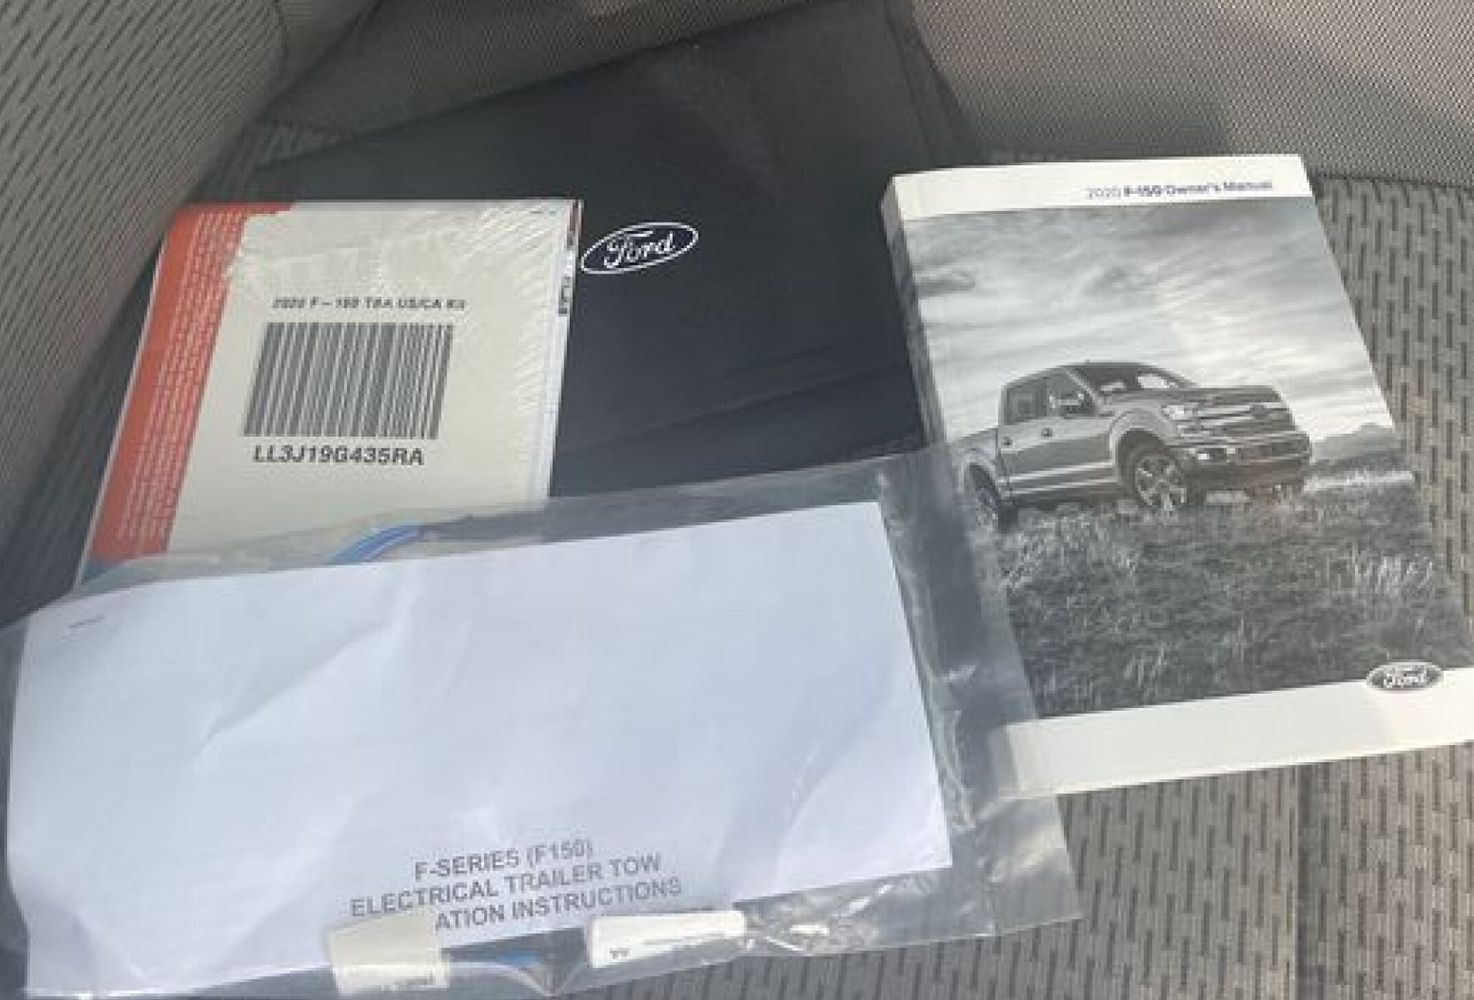 2020 F-150 Owner's Manual
Ford
2020 F-150 TBA US/CA Kit
LL3J19G435RA
Ford
F-SERIES (F150)
ELECTRICAL TRAILER TOW
ATION INSTRUCTIONS